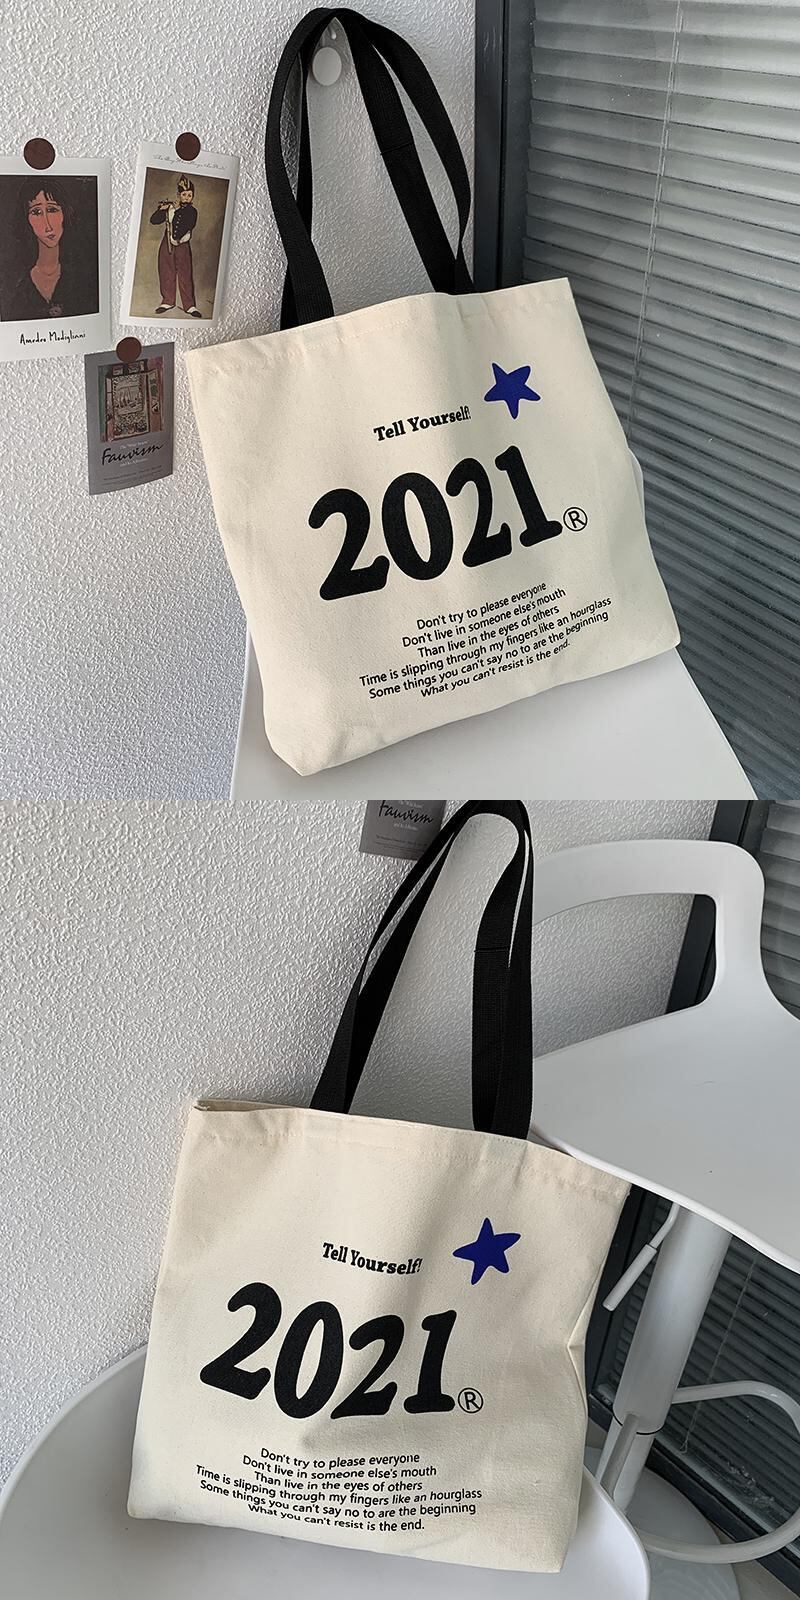 Amedeo Modigliani
Fauvism
Tell Yourself!
2021®
Don't try to please everyone
Don't live in someone else's mouth
Than live in the eyes of others
Time is slipping through my fingers like an hourglass
Some things you can't say no to are the beginning
What you can't resist is the end.
Fauvism
Tell Yourself!
2021®
Don't try to please everyone
Don't live in someone else's mouth
Than live in the eyes of others
Time is slipping through my fingers like an hourglass
Some things you can't say no to are the beginning
What you can't resist is the end.